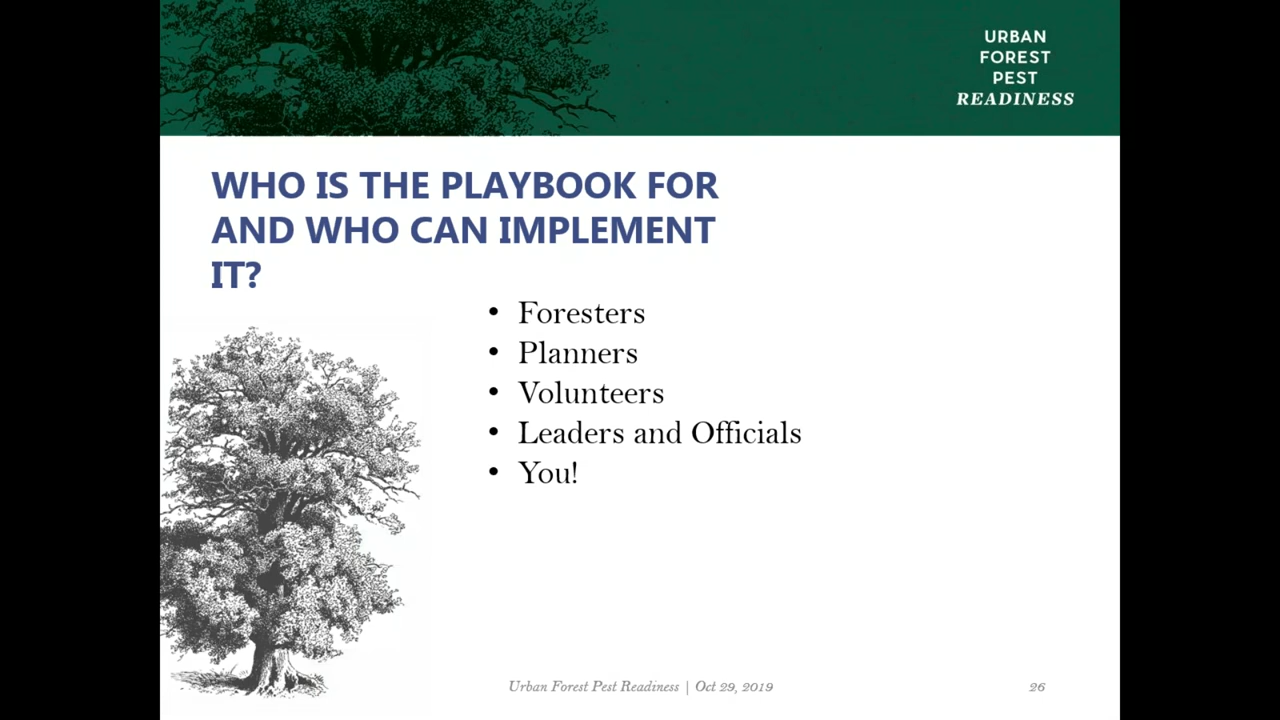 URBAN
FOREST
PEST
READINESS
WHO IS THE PLAYBOOK FOR
AND WHO CAN IMPLEMENT
IT?
• Foresters
• Planners
• Volunteers
• Leaders and Officials
• You!
Urban Forest Pest Readiness | Oct 29, 2019
26